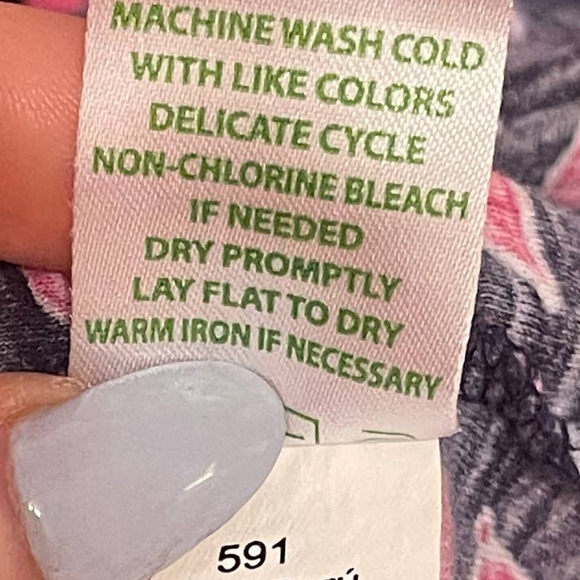 MACHINE WASH COLD
WITH LIKE COLORS
DELICATE CYCLE
NON-CHLORINE BLEACH
IF NEEDED
DRY PROMPTLY
LAY FLAT TO DRY
WARM IRON IF NECESSARY
591